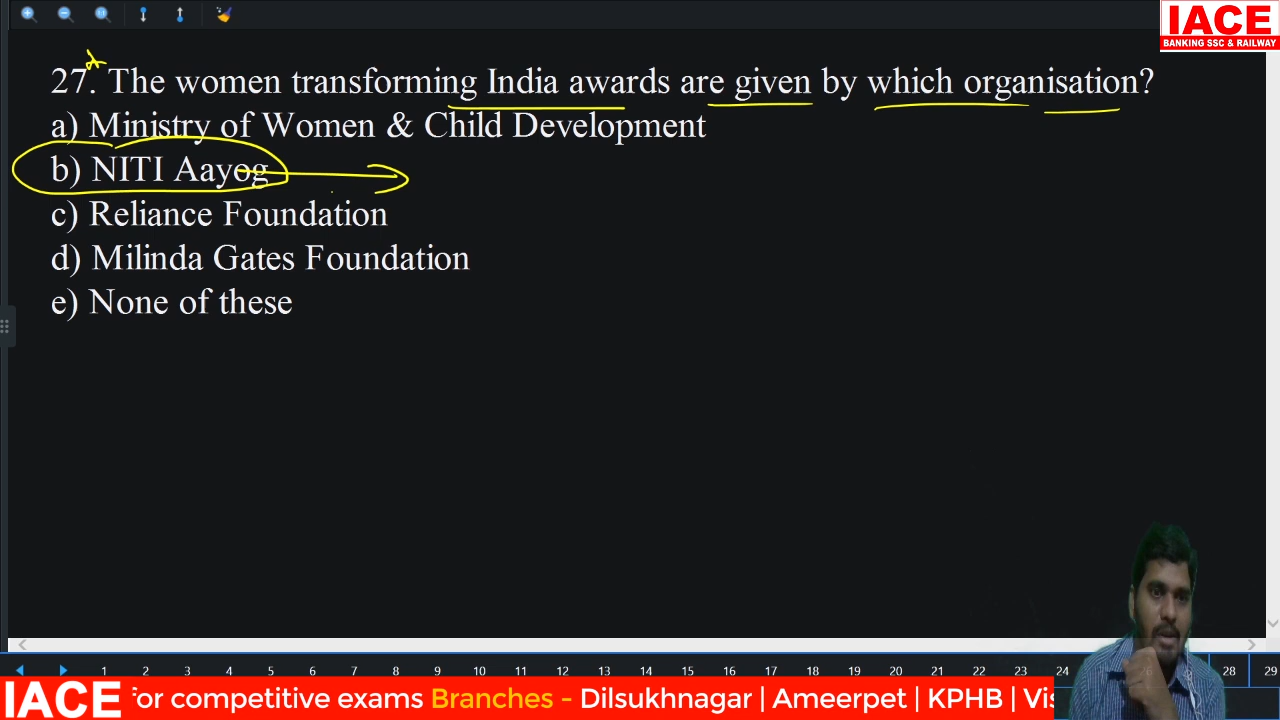 IACE
BANKING SSC & RAILWAY
27. The women transforming India awards are given by which organisation?
a) Ministry of Women & Child Development
b) NITI Aayog
c) Reliance Foundation
d) Milinda Gates Foundation
e) None of these
1 2 3 4 5 6 7 8 9 10 11 12 13 14 15 16 17 18 19 20 21 22 23 24 26 28 29
IACE for competitive exams Branches - Dilsukhnagar | Ameerpet | KPHB |